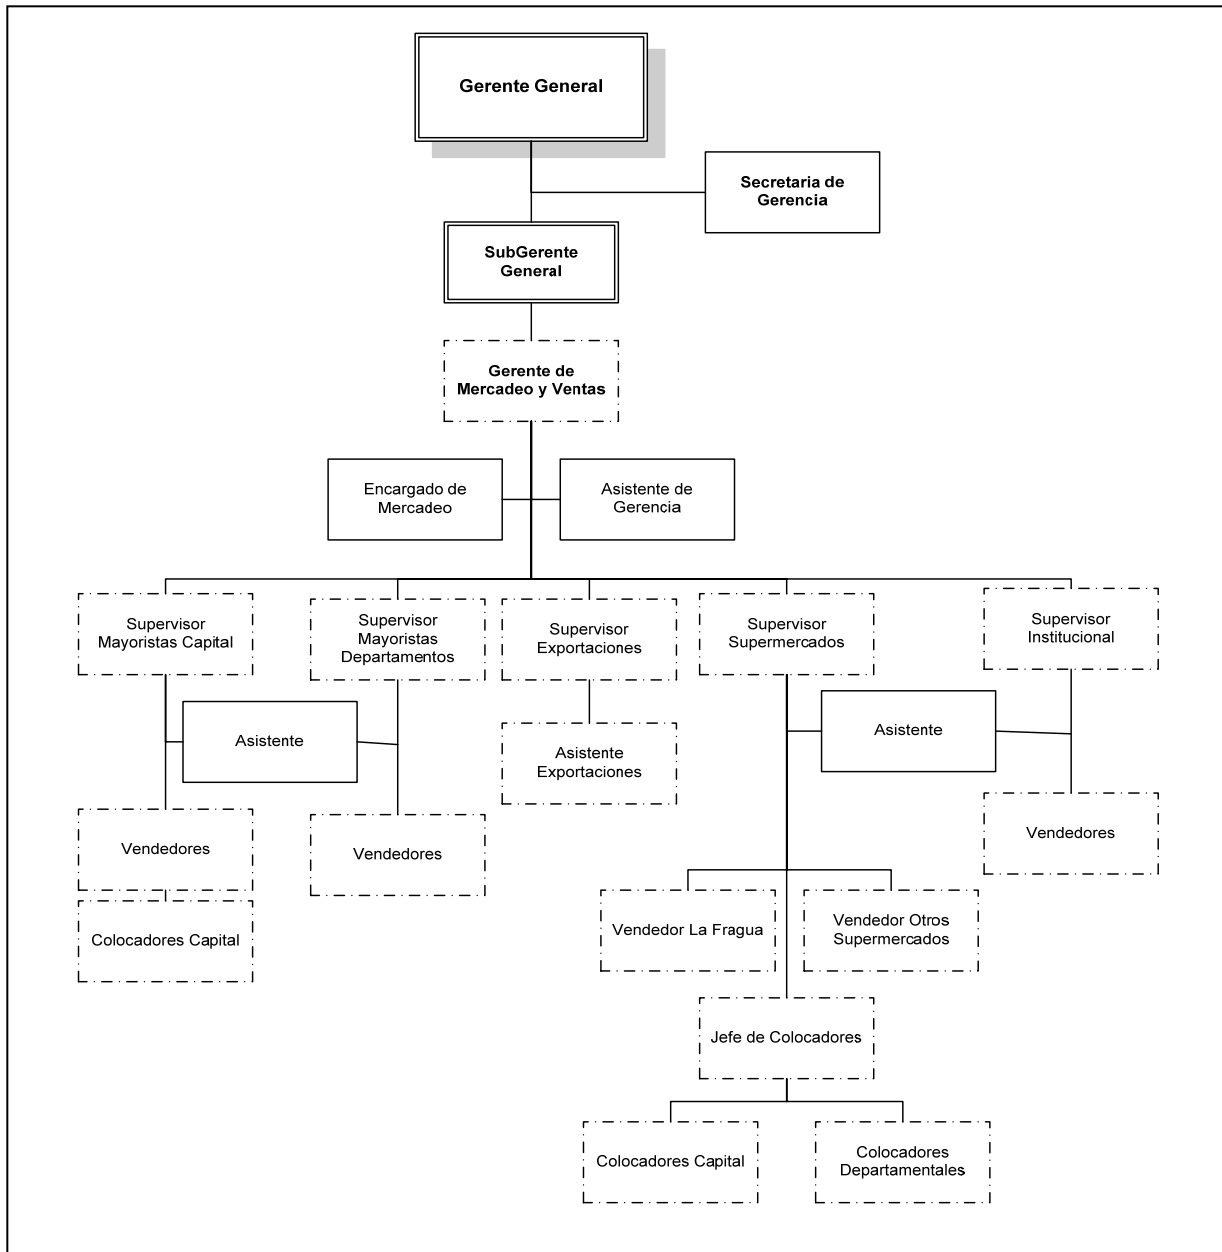 Gerente General
Secretaria de
Gerencia
SubGerente
General
Gerente de
Mercadeo y Ventas
Encargado de
Mercadeo
Asistente de
Gerencia
Supervisor
Mayoristas Capital
Supervisor
Mayoristas
Departamentos
Supervisor
Exportaciones
Supervisor
Supermercados
Supervisor
Institucional
Asistente
Asistente
Exportaciones
Asistente
Vendedores
Vendedores
Vendedores
Colocadores Capital
Vendedor La Fragua
Vendedor Otros
Supermercados
Jefe de Colocadores
Colocadores Capital
Colocadores
Departamentales